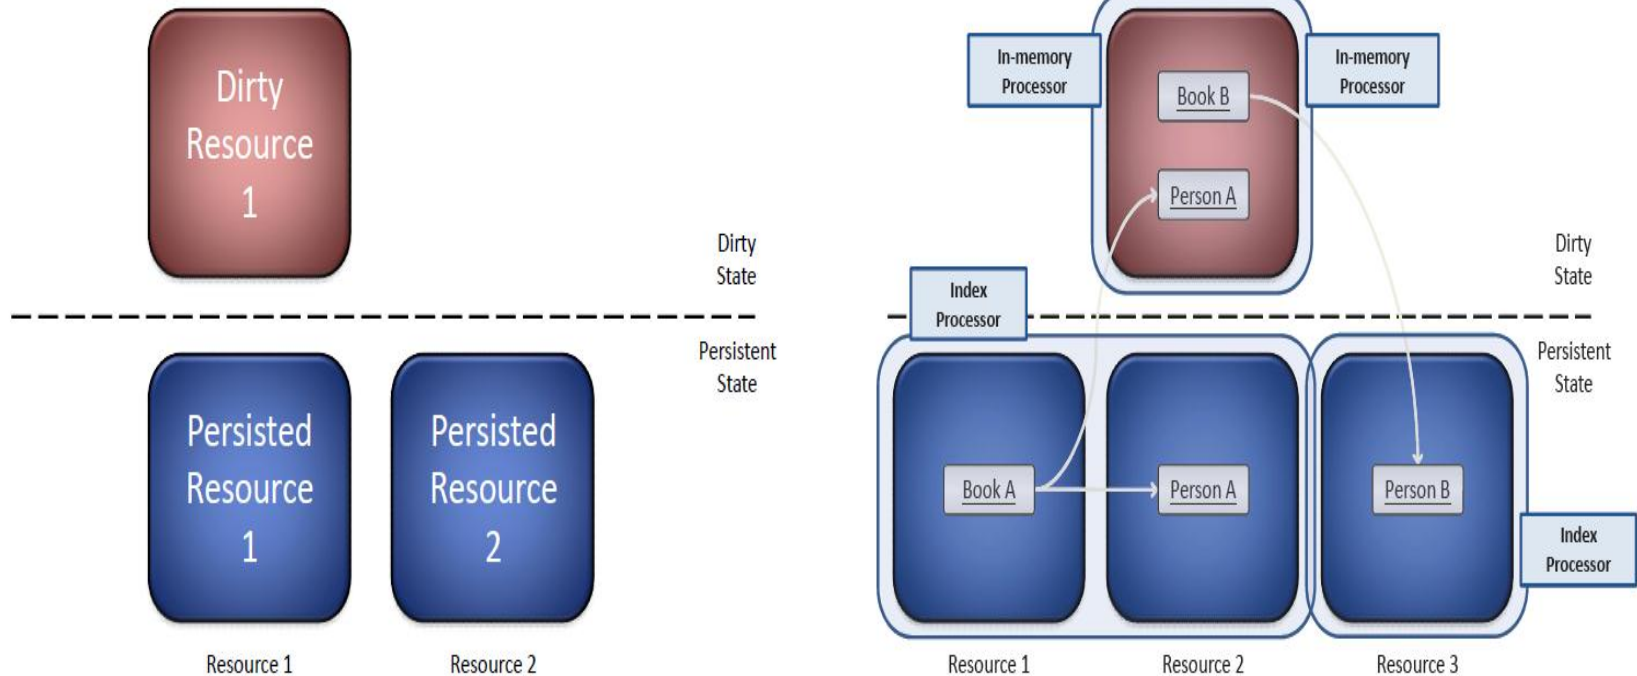 Dirty
Resource
1
Dirty
State
Persistent
State
Persisted
Resource
1
Persisted
Resource
2
Resource 1
Resource 2
In-memory
Processor
In-memory
Processor
Book B
Person A
Dirty
State
Index
Processor
Persistent
State
Book A
Person A
Person B
Index
Processor
Resource 1
Resource 2
Resource 3